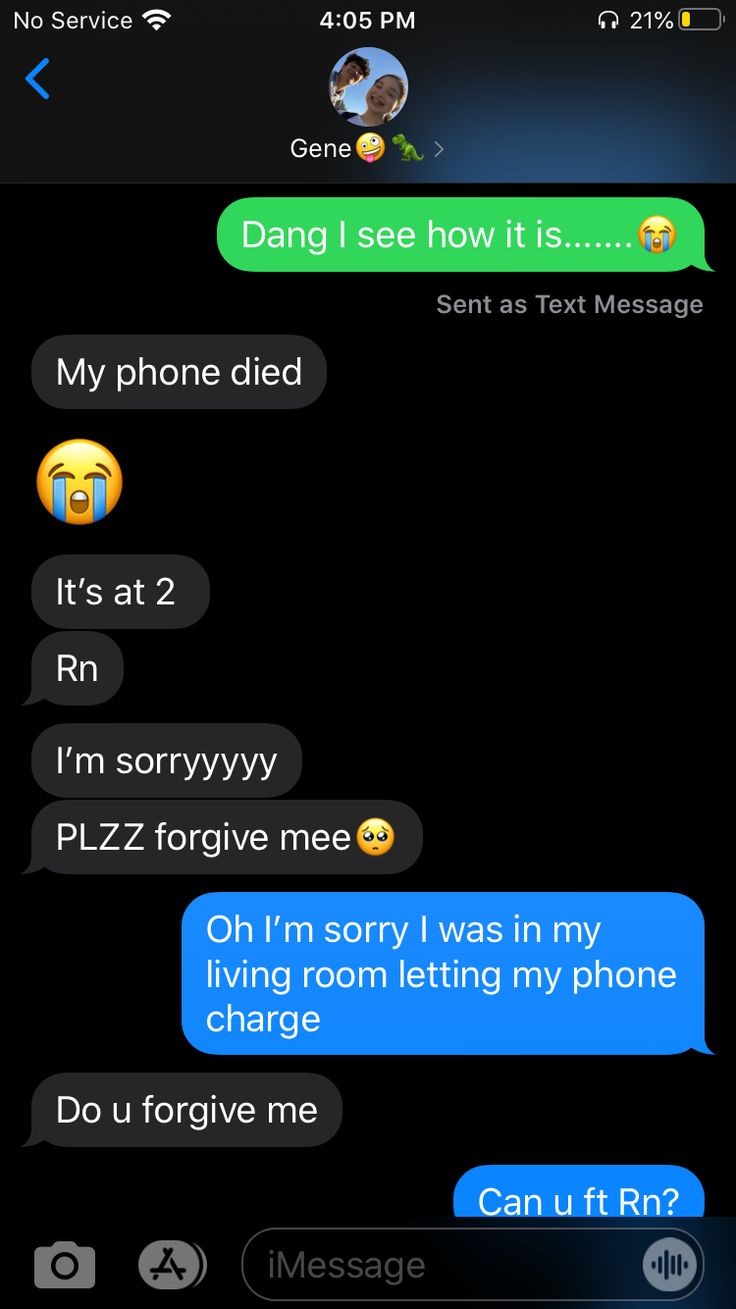 No Service 4:05 PM 21%
Gene🤪🦖
Dang I see how it is.......😭
Sent as Text Message
My phone died
😭
It's at 2
Rn
I'm sorryyyyy
PLZZ forgive mee🥺
Oh I'm sorry I was in my
living room letting my phone
charge
Do u forgive me
Can u ft Rn?
iMessage